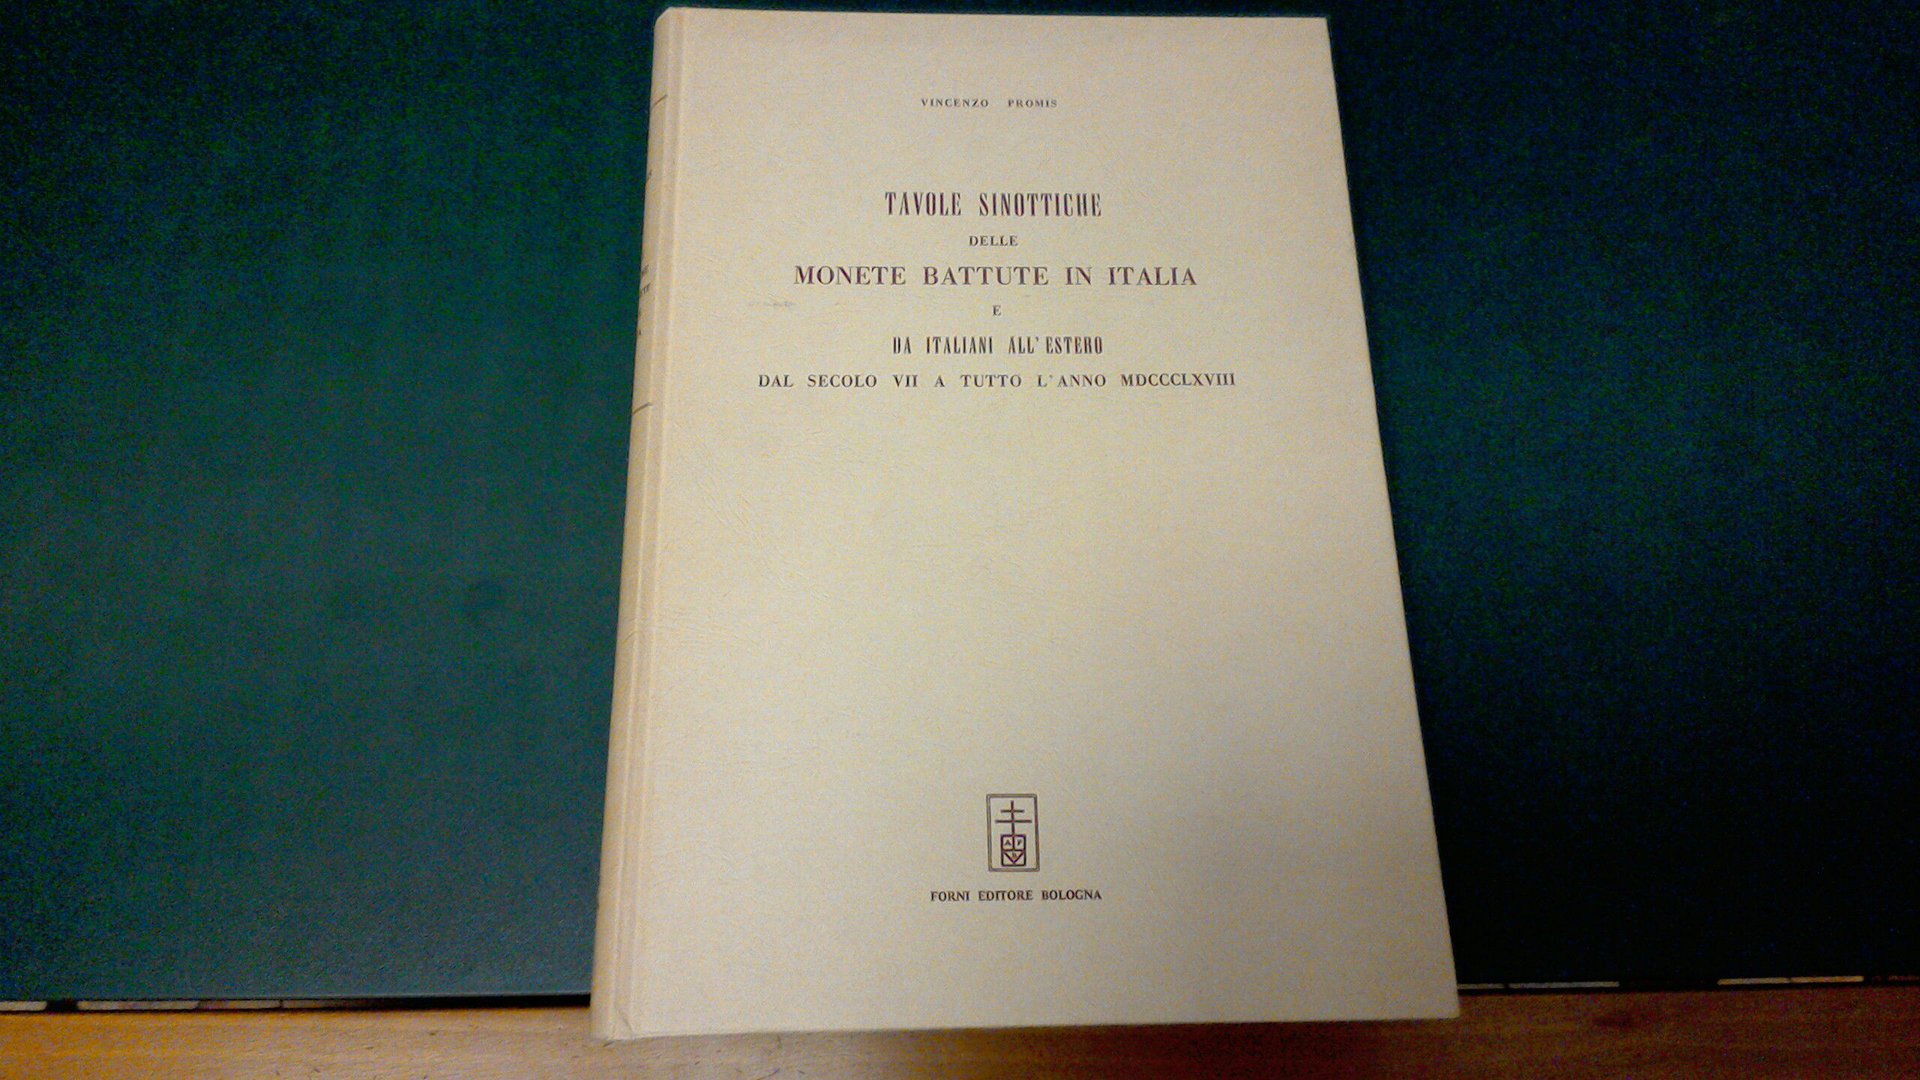 VINCENZO PROMIS
TAVOLE SINOTTICHE
DELLE
MONETE BATTUTE IN ITALIA
E
DA ITALIANI ALL'ESTERO
DAL SECOLO VII A TUTTO L'ANNO MDCCCLXVIII
A F
B
FORNI EDITORE BOLOGNA